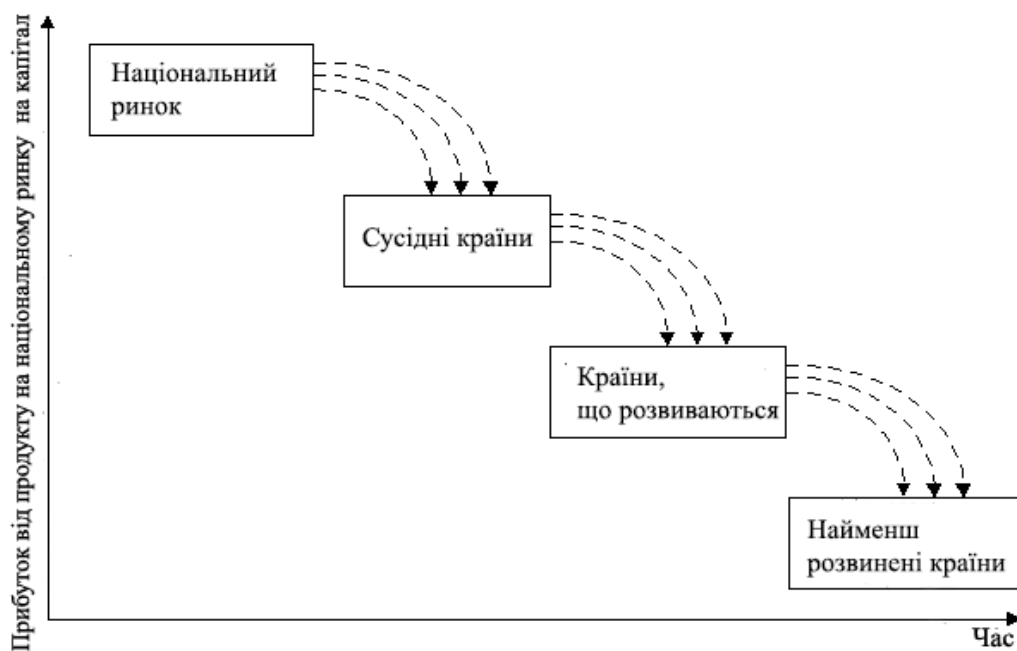 Прибуток від продукту на національному ринку на капітал
Національний
ринок
Сусідні країни
Країни,
що розвиваються
Найменш
розвинені країни
Час